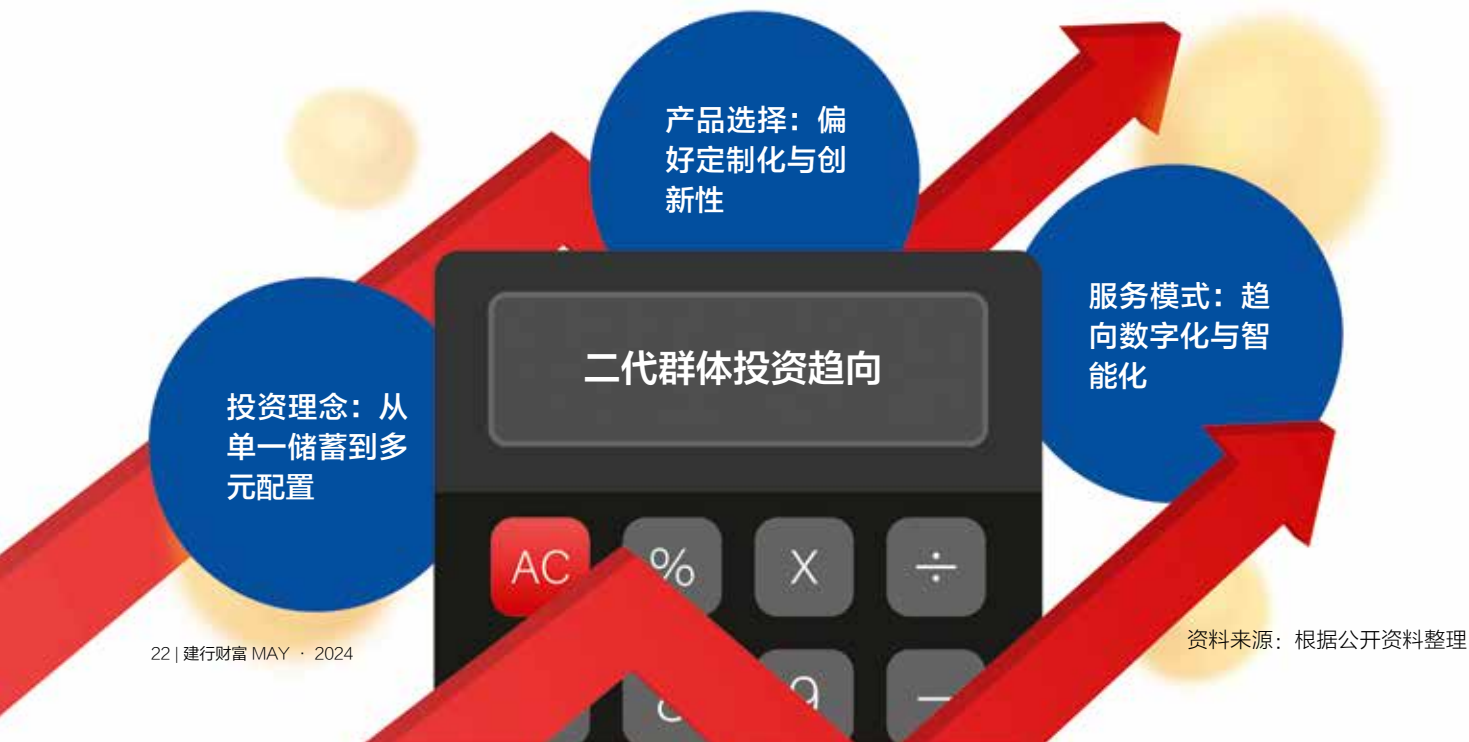 产品选择：偏
好定制化与创
新性
服务模式：趋
向数字化与智
能化
二代群体投资趋向
投资理念：从
单一储蓄到多
元配置
AC
%
X
÷
9
−
22 | 建行财富 MAY · 2024
资料来源：根据公开资料整理